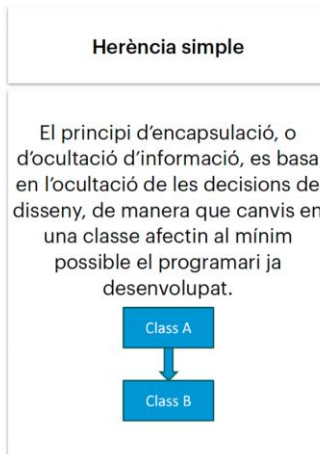 Herència simple
El principi d'encapsulació, o
d'ocultació d'informació, es basa
en l'ocultació de les decisions de
disseny, de manera que canvis en
una classe afectin al mínim
possible el programari ja
desenvolupat.
Class A
Class B